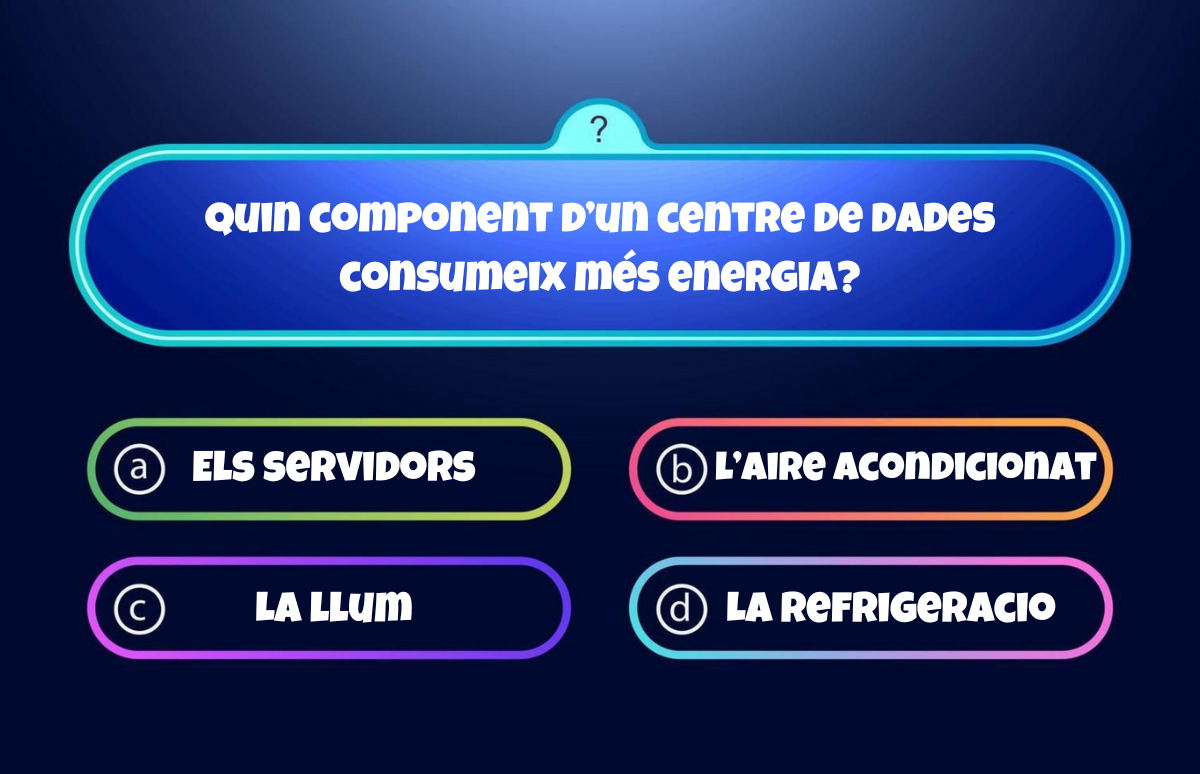 ?
Quin component d'un centre de dades
consumeix més energia?
a Els servidors
b L'aire acondicionat
c La llum
d La refrigeracio